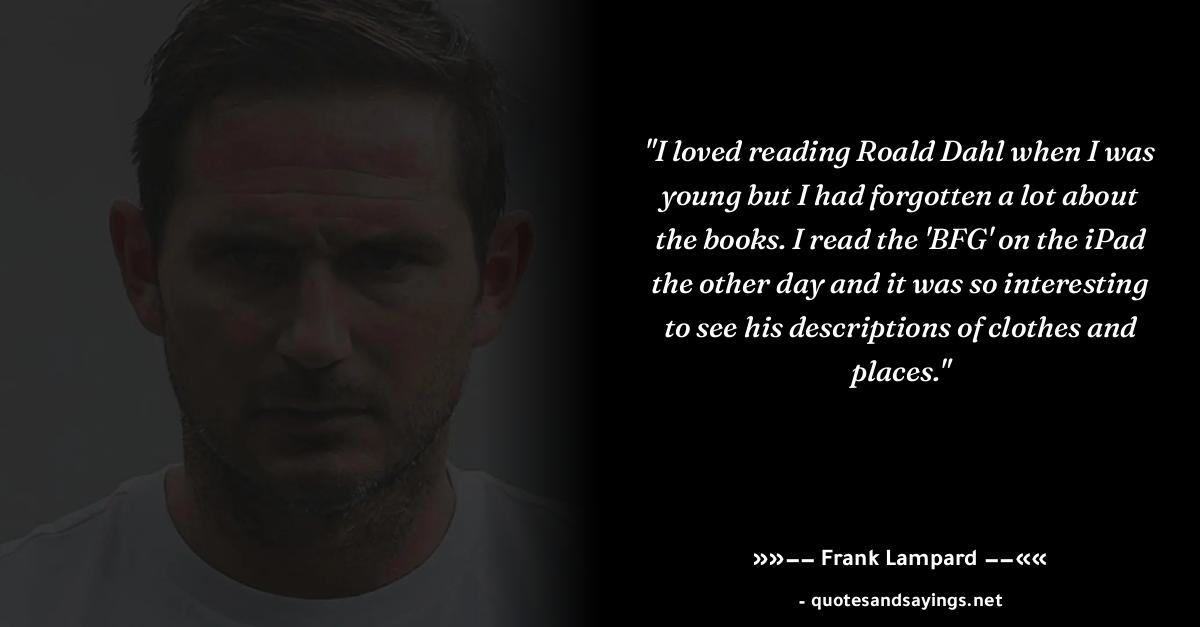 "I loved reading Roald Dahl when I was
young but I had forgotten a lot about
the books. I read the 'BFG' on the iPad
the other day and it was so interesting
to see his descriptions of clothes and
places."
»»–– Frank Lampard ––««
- quotesandsayings.net